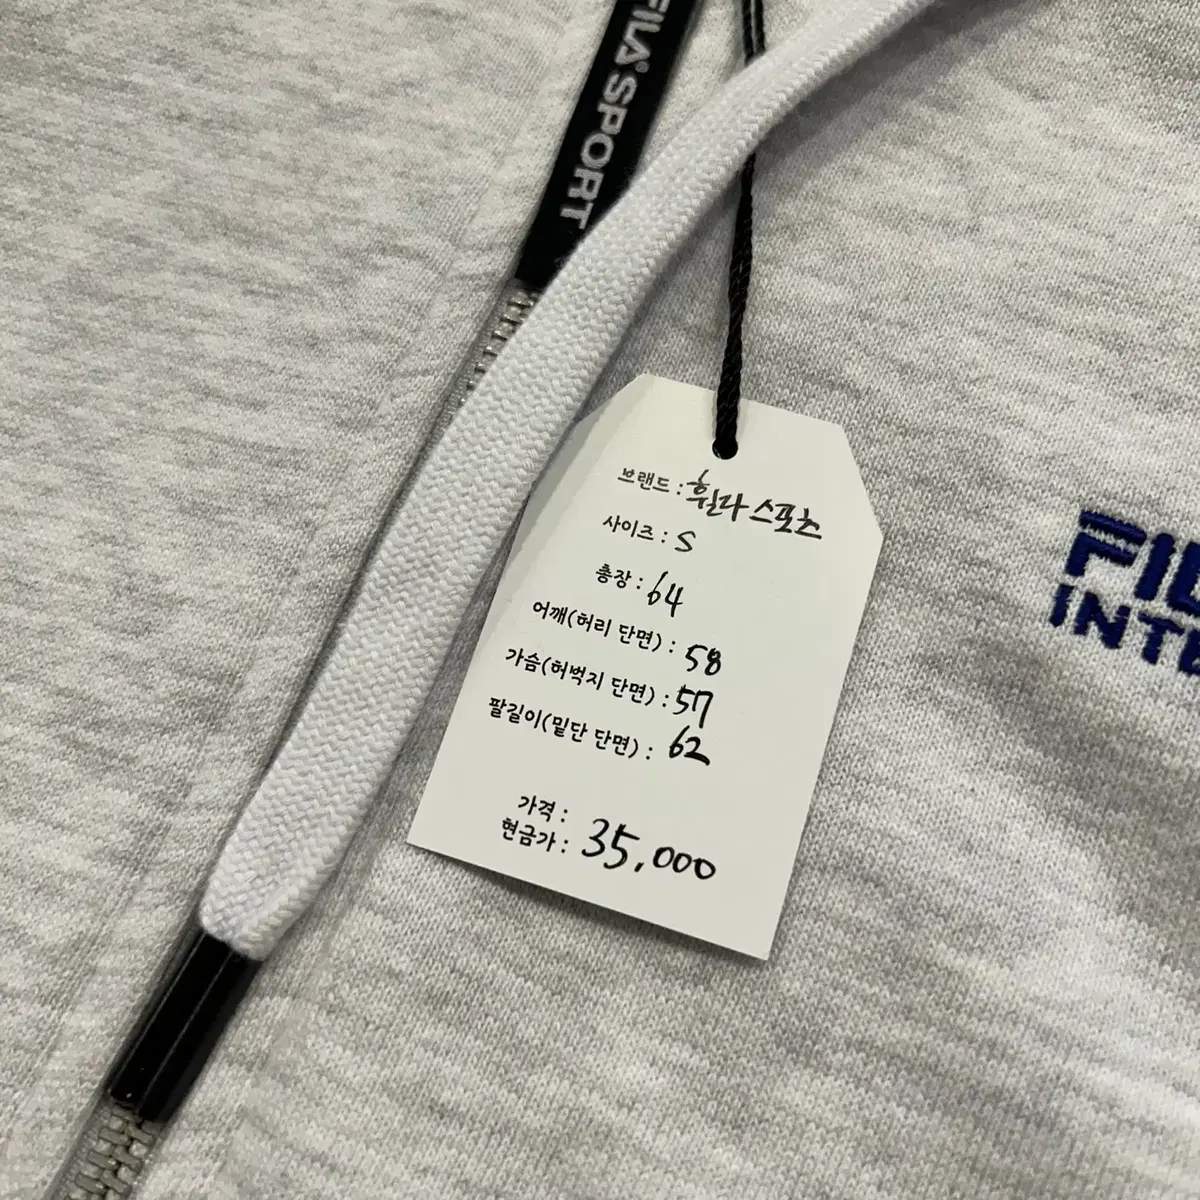 FILA SPORT
브랜드 : 휠라 스포츠
사이즈 : S
총장 : 64
어깨(허리 단면) : 58
가슴(허벅지 단면) : 57
팔길이(밑단 단면) : 62
가격 :
현금가 : 35,000
FIL
INTE